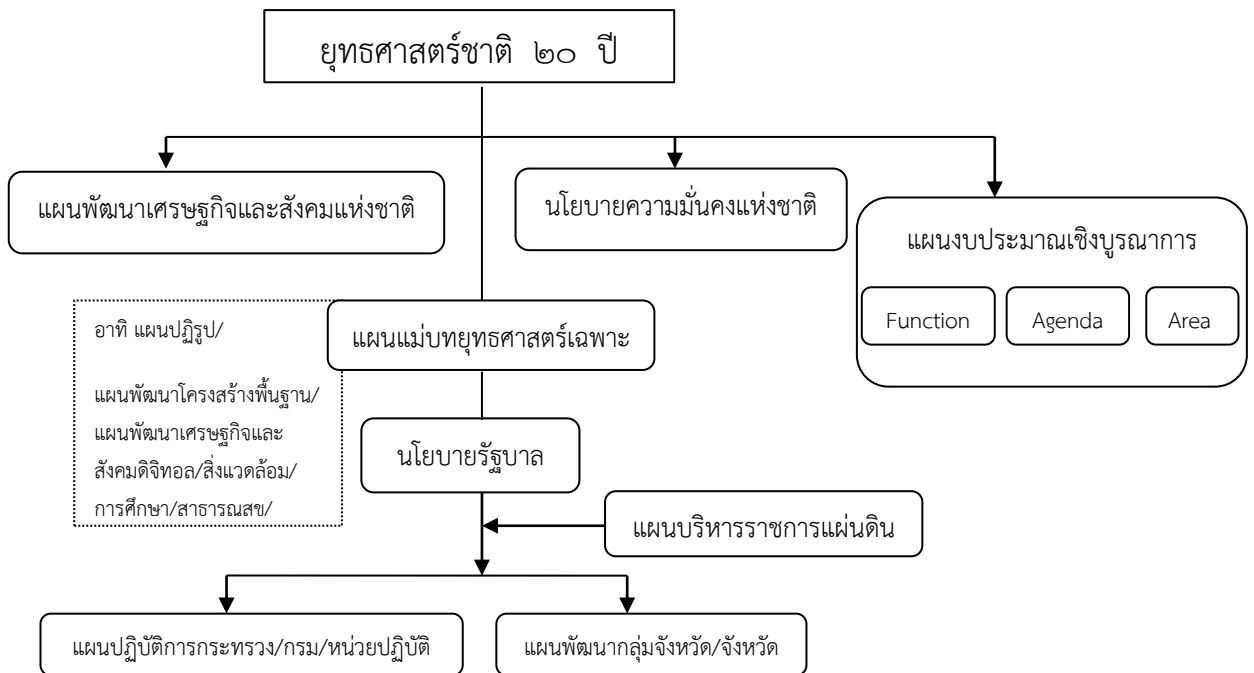 ยุทธศาสตร์ชาติ ๒๐ ปี
แผนพัฒนาเศรษฐกิจและสังคมแห่งชาติ
นโยบายความมั่นคงแห่งชาติ
แผนงบประมาณเชิงบูรณาการ
Function
Agenda
Area
อาทิ แผนปฏิรูป/
แผนพัฒนาโครงสร้างพื้นฐาน/
แผนพัฒนาเศรษฐกิจและ
สังคมดิจิทอล/สิ่งแวดล้อม/
การศึกษา/สาธารณสข/
แผนแม่บทยุทธศาสตร์เฉพาะ
นโยบายรัฐบาล
แผนบริหารราชการแผ่นดิน
แผนปฏิบัติการกระทรวง/กรม/หน่วยปฏิบัติ
แผนพัฒนากลุ่มจังหวัด/จังหวัด